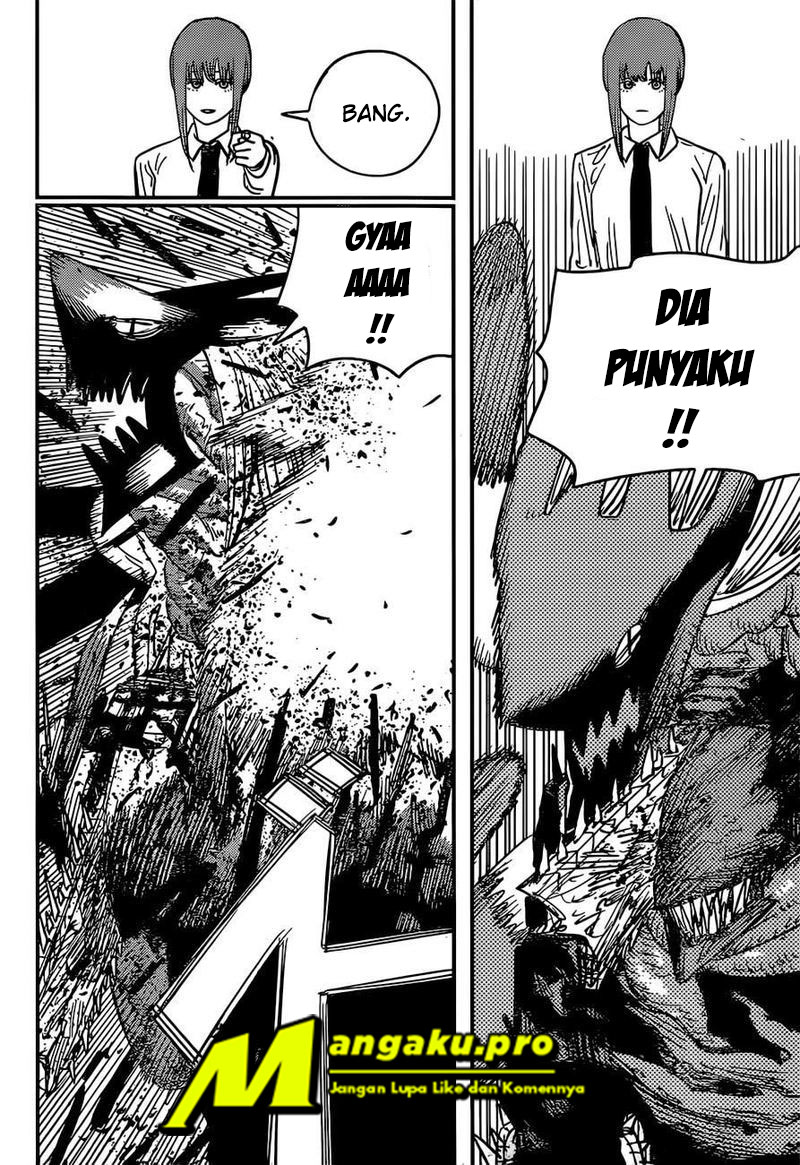 DIA
PUNYAKU
!!
BANG.
GYAA
AAAA
!!
Mangaku.pro
Jangan Lupa Like dan Komennya